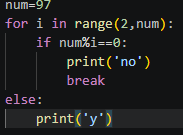 num=97
for i in range(2,num):
    if num%i==0:
        print('no')
        break
else:
    print('y')